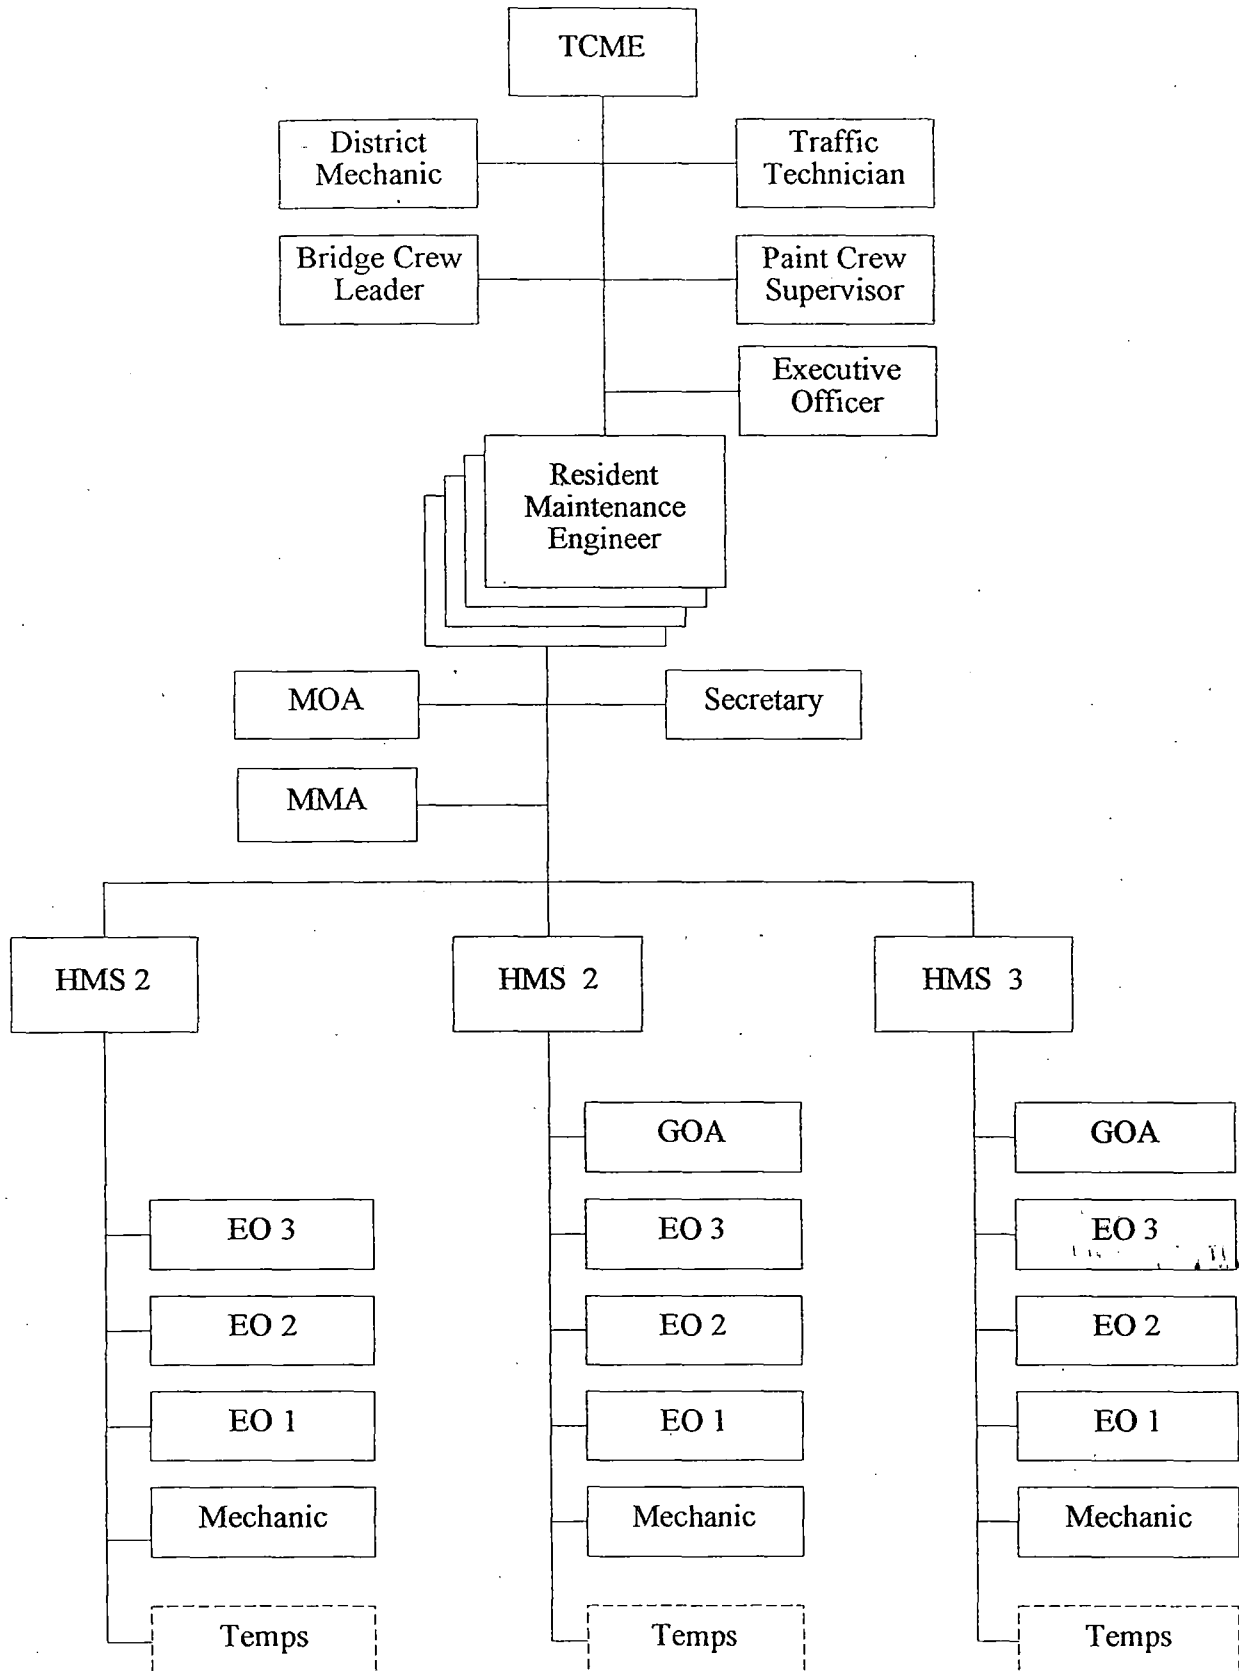 TCME
District
Mechanic
Traffic
Technician
Bridge Crew
Leader
Paint Crew
Supervisor
Executive
Officer
Resident
Maintenance
Engineer
MOA
Secretary
MMA
HMS 2
HMS 2
HMS 3
GOA
GOA
EO 3
EO 3
EO 3
EO 2
EO 2
EO 2
EO 1
EO 1
EO 1
Mechanic
Mechanic
Mechanic
Temps
Temps
Temps